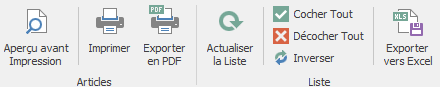 Aperçu avant
Impression
Imprimer
PDF
Exporter
en PDF
Articles
Actualiser
la Liste
Cocher Tout
Décocher Tout
Inverser
XLS
Exporter
vers Excel
Liste